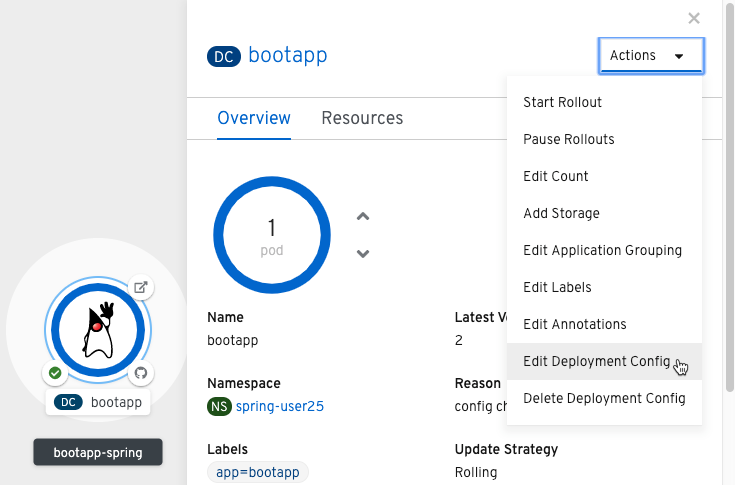 DC bootapp
Actions
Start Rollout
Pause Rollouts
Edit Count
Add Storage
Edit Application Grouping
Edit Labels
Edit Annotations
Edit Deployment Config
Delete Deployment Config
Overview Resources
1
pod
Name
bootapp
Latest
2
Namespace
NS spring-user25
Reason
config
Labels
app=bootapp
Update Strategy
Rolling
DC bootapp
bootapp-spring